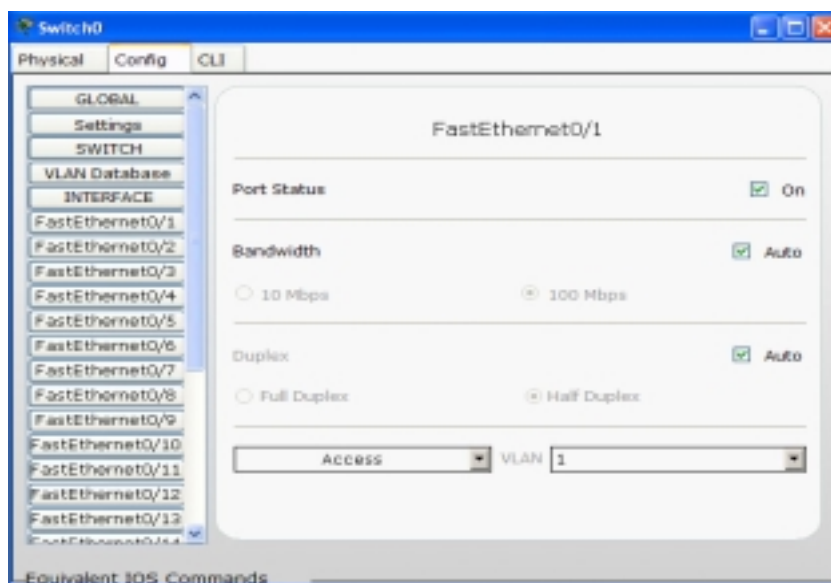 Switch0
Physical Config CLI
GLOBAL
Settings
SWITCH
VLAN Database
INTERFACE
FastEthernet0/1
FastEthernet0/2
FastEthernet0/3
FastEthernet0/4
FastEthernet0/5
FastEthernet0/6
FastEthernet0/7
FastEthernet0/8
FastEthernet0/9
FastEthernet0/10
FastEthernet0/11
FastEthernet0/12
FastEthernet0/13
FastEthernet0/14
FastEthernet0/1
Port Status On
Bandwidth Auto
10 Mbps 100 Mbps
Duplex Auto
Full Duplex Half Duplex
Access VLAN 1
Equivalent IOS Commands